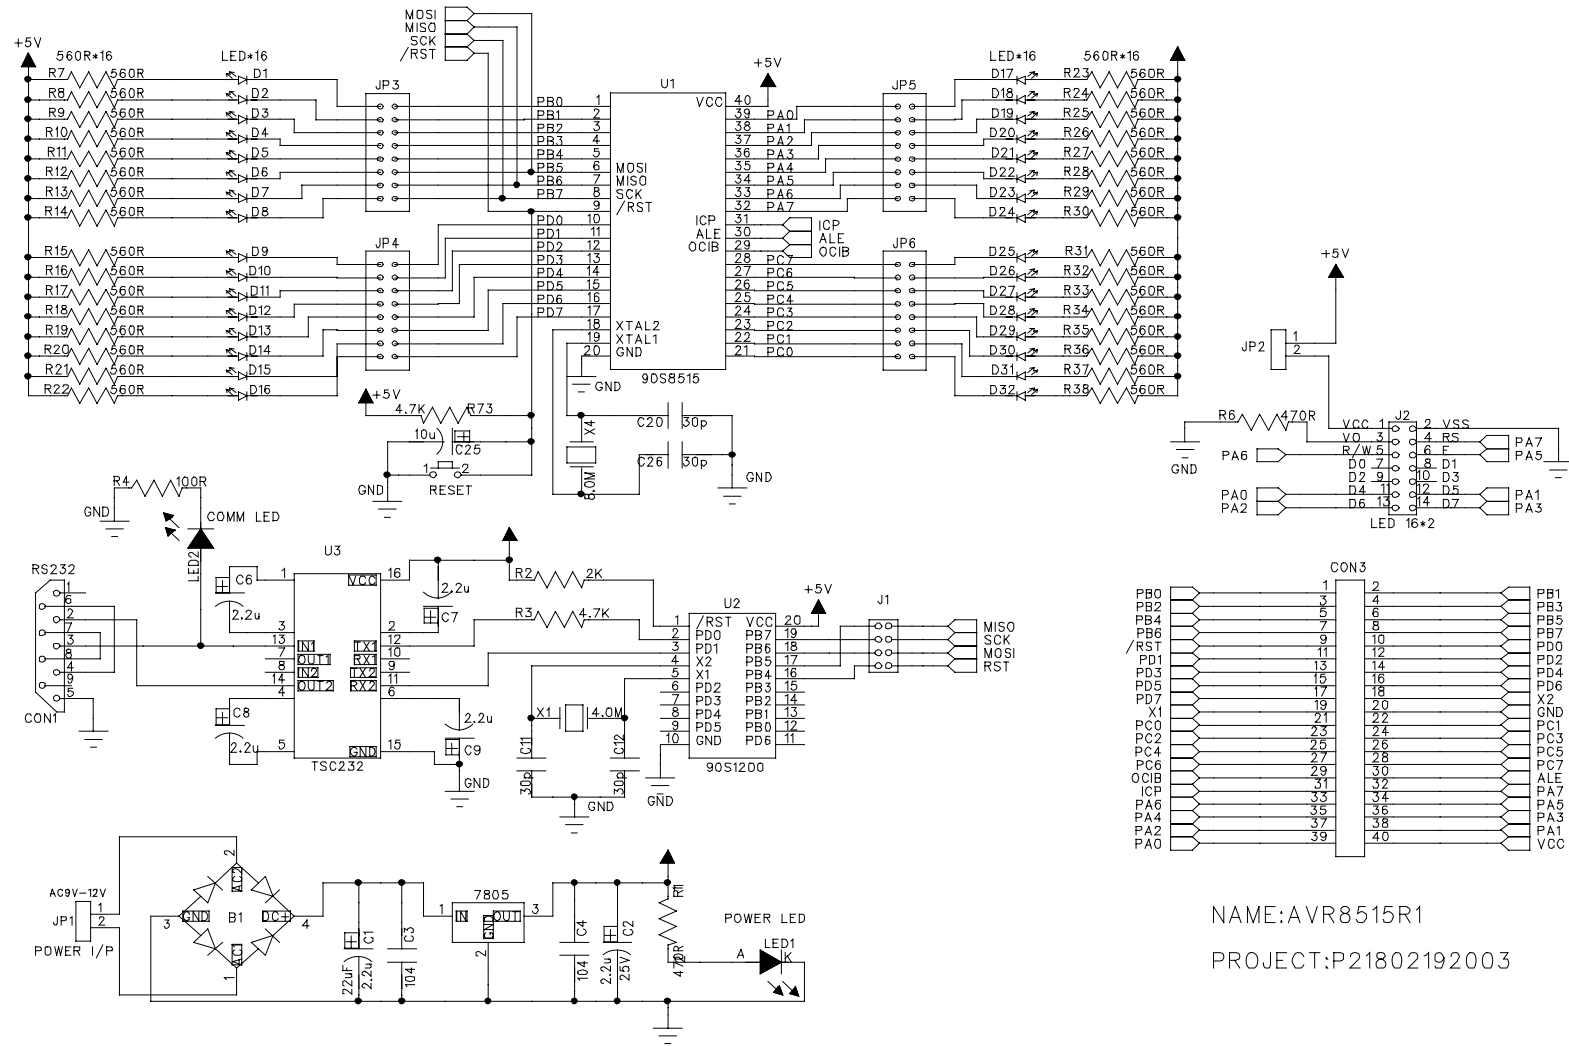 MOSI
MISO
SCK
/RST
+5V
560R*16
LED*16
R7 560R D1
R8 560R D2
R9 560R D3
R10 560R D4
R11 560R D5
R12 560R D6
R13 560R D7
R14 560R D8
R15 560R D9
R16 560R D10
R17 560R D11
R18 560R D12
R19 560R D13
R20 560R D14
R21 560R D15
R22 560R D16
JP3
JP4
U1
+5V
PB0 1 VCC 40
PB1 2 39 PA0
PB2 3 38 PA1
PB3 4 37 PA2
PB4 5 36 PA3
PB5 6 MOSI 35 PA4
PB6 7 MISO 34 PA5
PB7 8 SCK 33 PA6
9 /RST 32 PA7
PD0 10 ICP 31 ICP
PD1 11 ALE 30 ALE
PD2 12 OCIB 29 OCIB
PD3 13 28 PC7
PD4 14 27 PC6
PD5 15 26 PC5
PD6 16 25 PC4
PD7 17 24 PC3
18 XTAL2 23 PC2
19 XTAL1 22 PC1
20 GND 21 PC0
90S8515
GND
JP5
JP6
LED*16
560R*16
D17 R23 560R
D18 R24 560R
D19 R25 560R
D20 R26 560R
D21 R27 560R
D22 R28 560R
D23 R29 560R
D24 R30 560R
D25 R31 560R
D26 R32 560R
D27 R33 560R
D28 R34 560R
D29 R35 560R
D30 R36 560R
D31 R37 560R
D32 R38 560R
+5V
4.7K R73
10u C25
1 2
RESET
GND
X4
8.0M
C20 30p
C26 30p
GND
+5V
JP2 1
2
R6 470R
GND
J2
VCC 1 2 VSS
VO 3 4 RS PA7
PA6 R/W 5 6 E PA5
D0 7 8 D1
D2 9 10 D3
PA0 D4 11 12 D5 PA1
PA2 D6 13 14 D7 PA3
LED 16*2
R4 100R
GND
COMM LED
LED2
RS232
1
6
2
7
3
8
4
9
5
CON1
C6
2.2u
C8
2.2u
U3
1 VCC 16
3 2
13 IN1 TX1 12
7 OUT1 RX1 10
8 IN2 TX2 9
14 OUT2 RX2 11
4 6
5 GND 15
TSC232
2.2u
C7
2.2u
C9
GND
R2 2K
R3 4.7K
X1 4.0M
C11
30p
C12
30p
GND
U2
+5V
1 /RST VCC 20
2 PD0 PB7 19
3 PD1 PB6 18
4 X2 PB5 17
5 X1 PB4 16
6 PD2 PB3 15
7 PD3 PB2 14
8 PD4 PB1 13
9 PD5 PB0 12
10 GND PD6 11
90S1200
GND
J1
MISO
SCK
MOSI
RST
CON3
PB0 1 2 PB1
PB2 3 4 PB3
PB4 5 6 PB5
PB6 7 8 PB7
/RST 9 10 PD0
PD1 11 12 PD2
PD3 13 14 PD4
PD5 15 16 PD6
PD7 17 18 X2
X1 19 20 GND
PC0 21 22 PC1
PC2 23 24 PC3
PC4 25 26 PC5
PC6 27 28 PC7
OCIB 29 30 ALE
ICP 31 32 PA7
PA6 33 34 PA5
PA4 35 36 PA3
PA2 37 38 PA1
PA0 39 40 VCC
AC9V-12V
JP1 1
2
POWER I/P
2
AC2
3 GND B1 DC+ 4
AC1
1
C1
22uF
2.2u
C3
104
7805
1 IN OUT 3
GND
2
C4
104
C2
2.2u
25V/
470R
POWER LED
LED1
A K
NAME:AVR8515R1
PROJECT:P21802192003